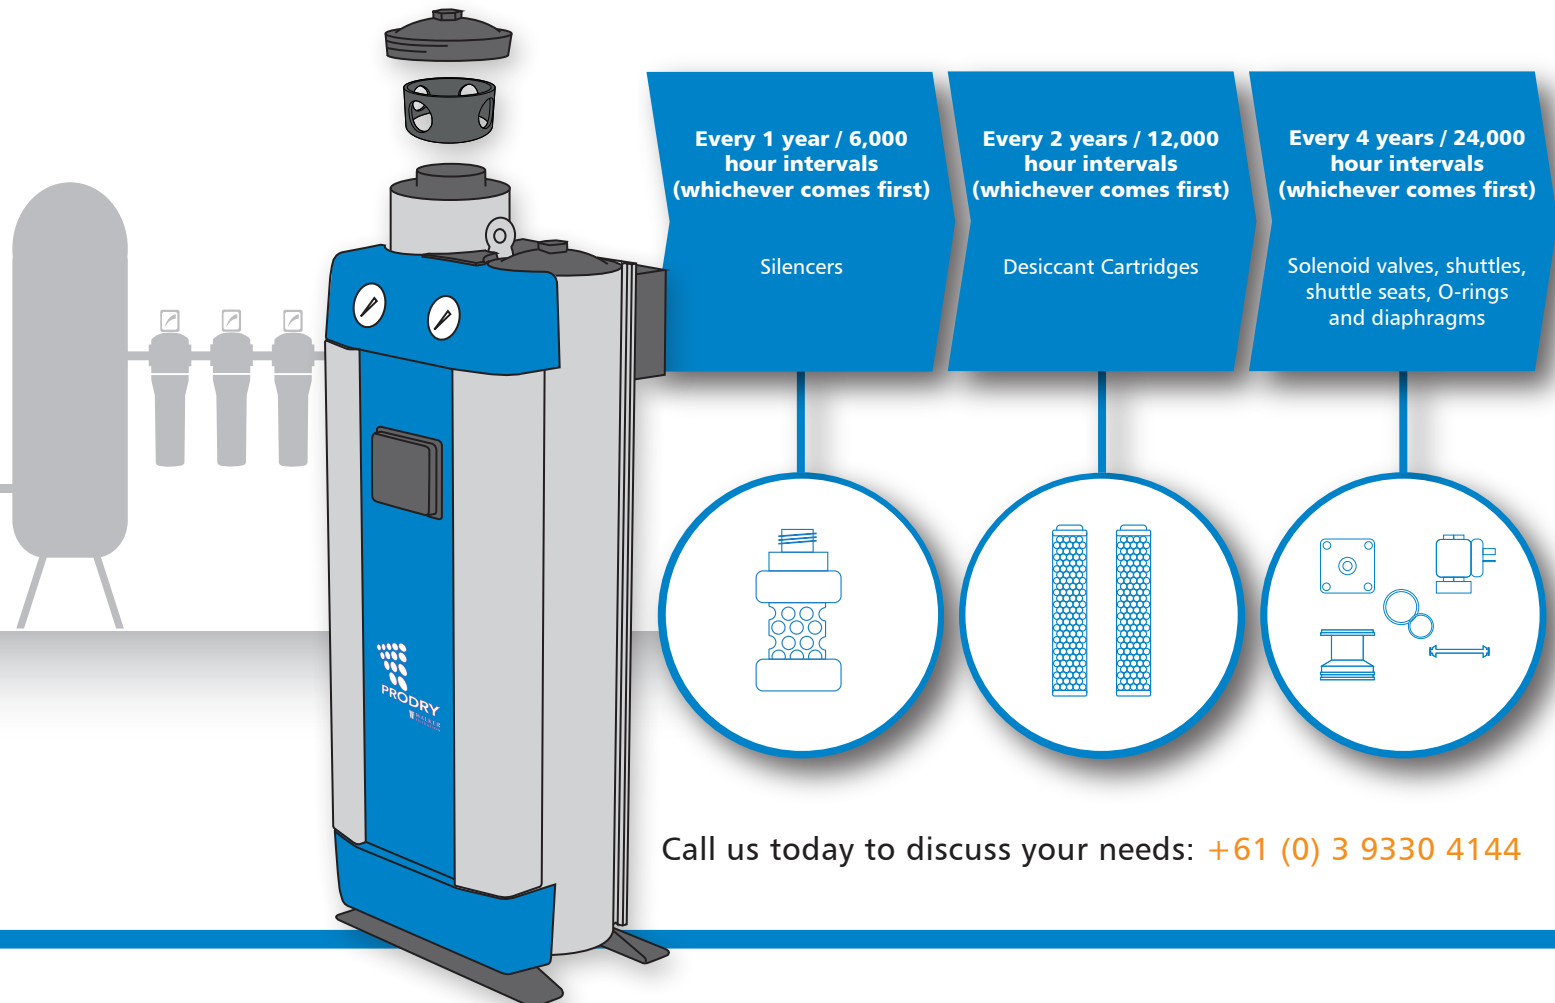 Every 1 year / 6,000
hour intervals
(whichever comes first)
Silencers
Every 2 years / 12,000
hour intervals
(whichever comes first)
Desiccant Cartridges
Every 4 years / 24,000
hour intervals
(whichever comes first)
Solenoid valves, shuttles,
shuttle seats, O-rings
and diaphragms
PRODRY
WALKER
Call us today to discuss your needs: +61 (0) 3 9330 4144